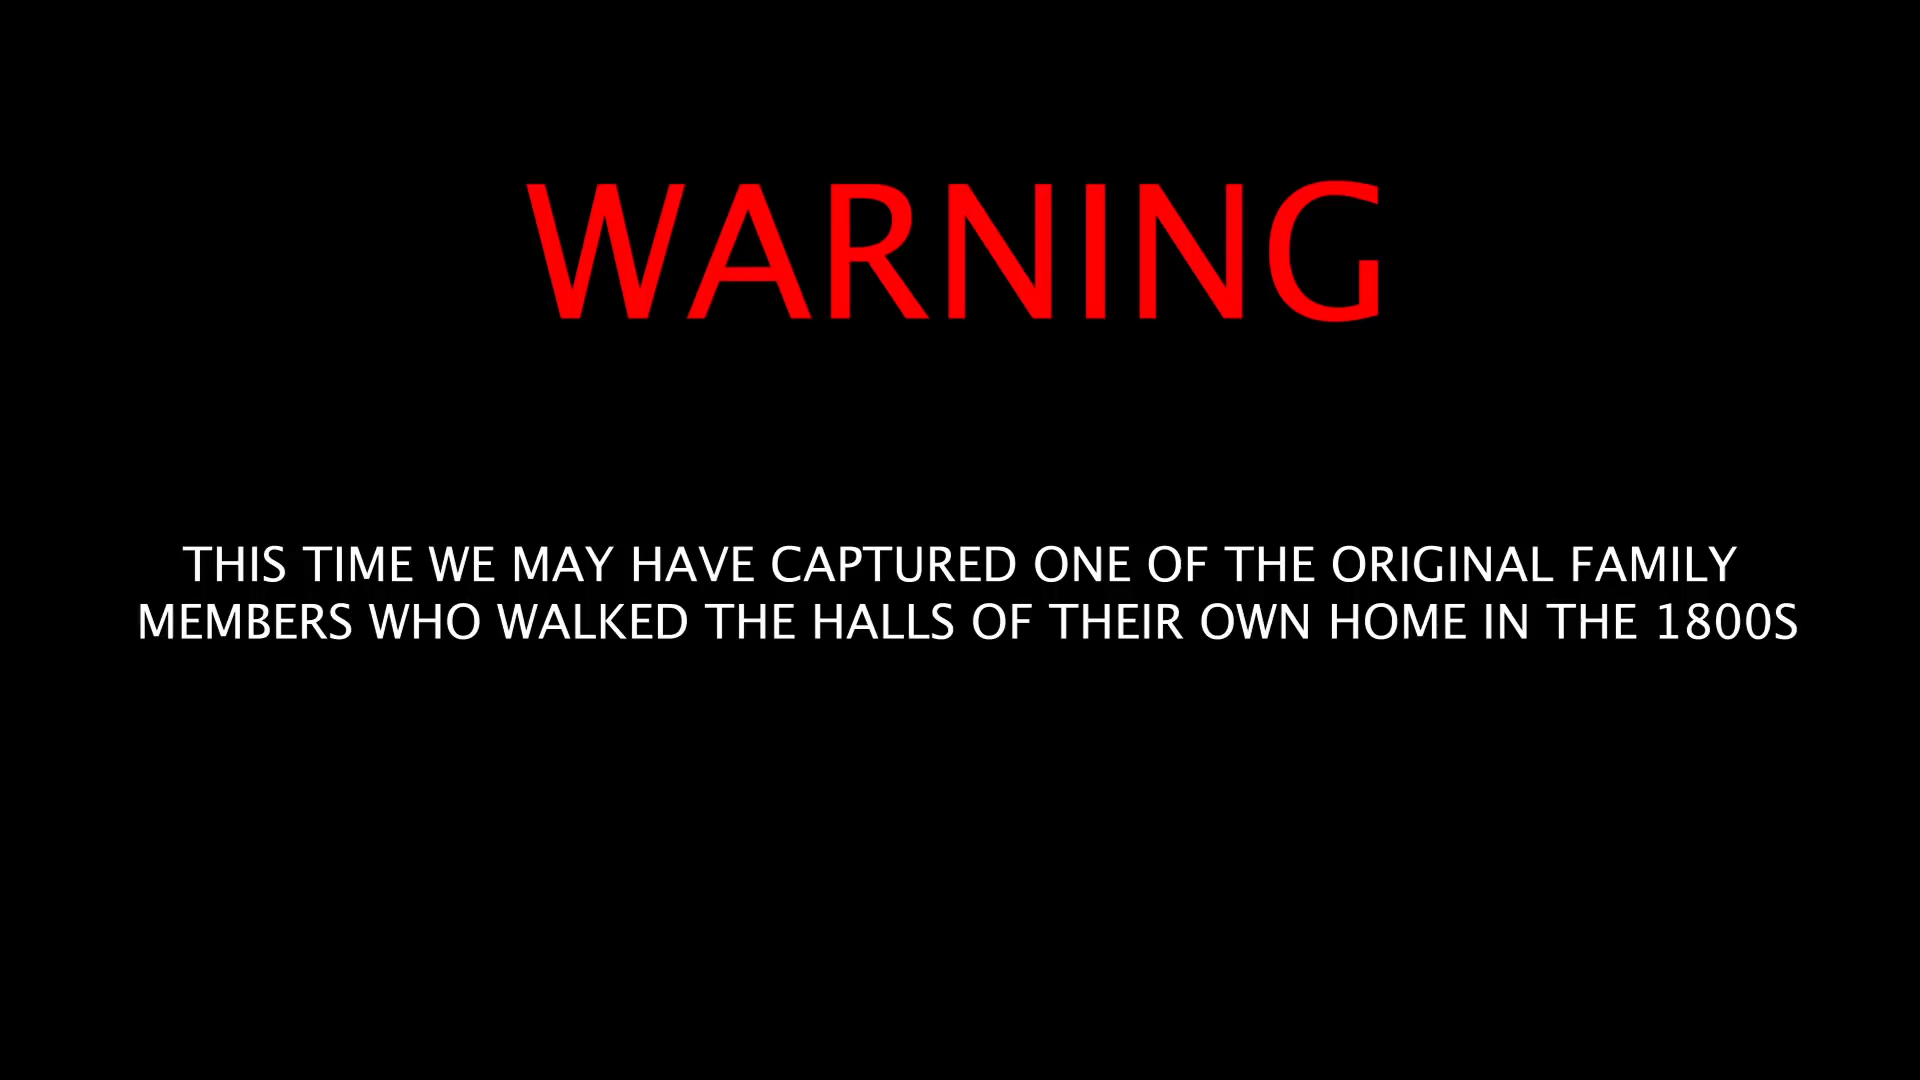 WARNING
THIS TIME WE MAY HAVE CAPTURED ONE OF THE ORIGINAL FAMILY
MEMBERS WHO WALKED THE HALLS OF THEIR OWN HOME IN THE 1800S